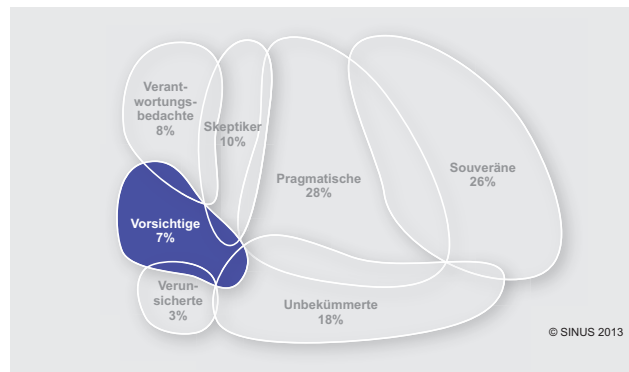 Verant-
wortungs-
bedachte
8%
Skeptiker
10%
Pragmatische
28%
Souveräne
26%
Vorsichtige
7%
Verun-
sicherte
3%
Unbekümmerte
18%
© SINUS 2013